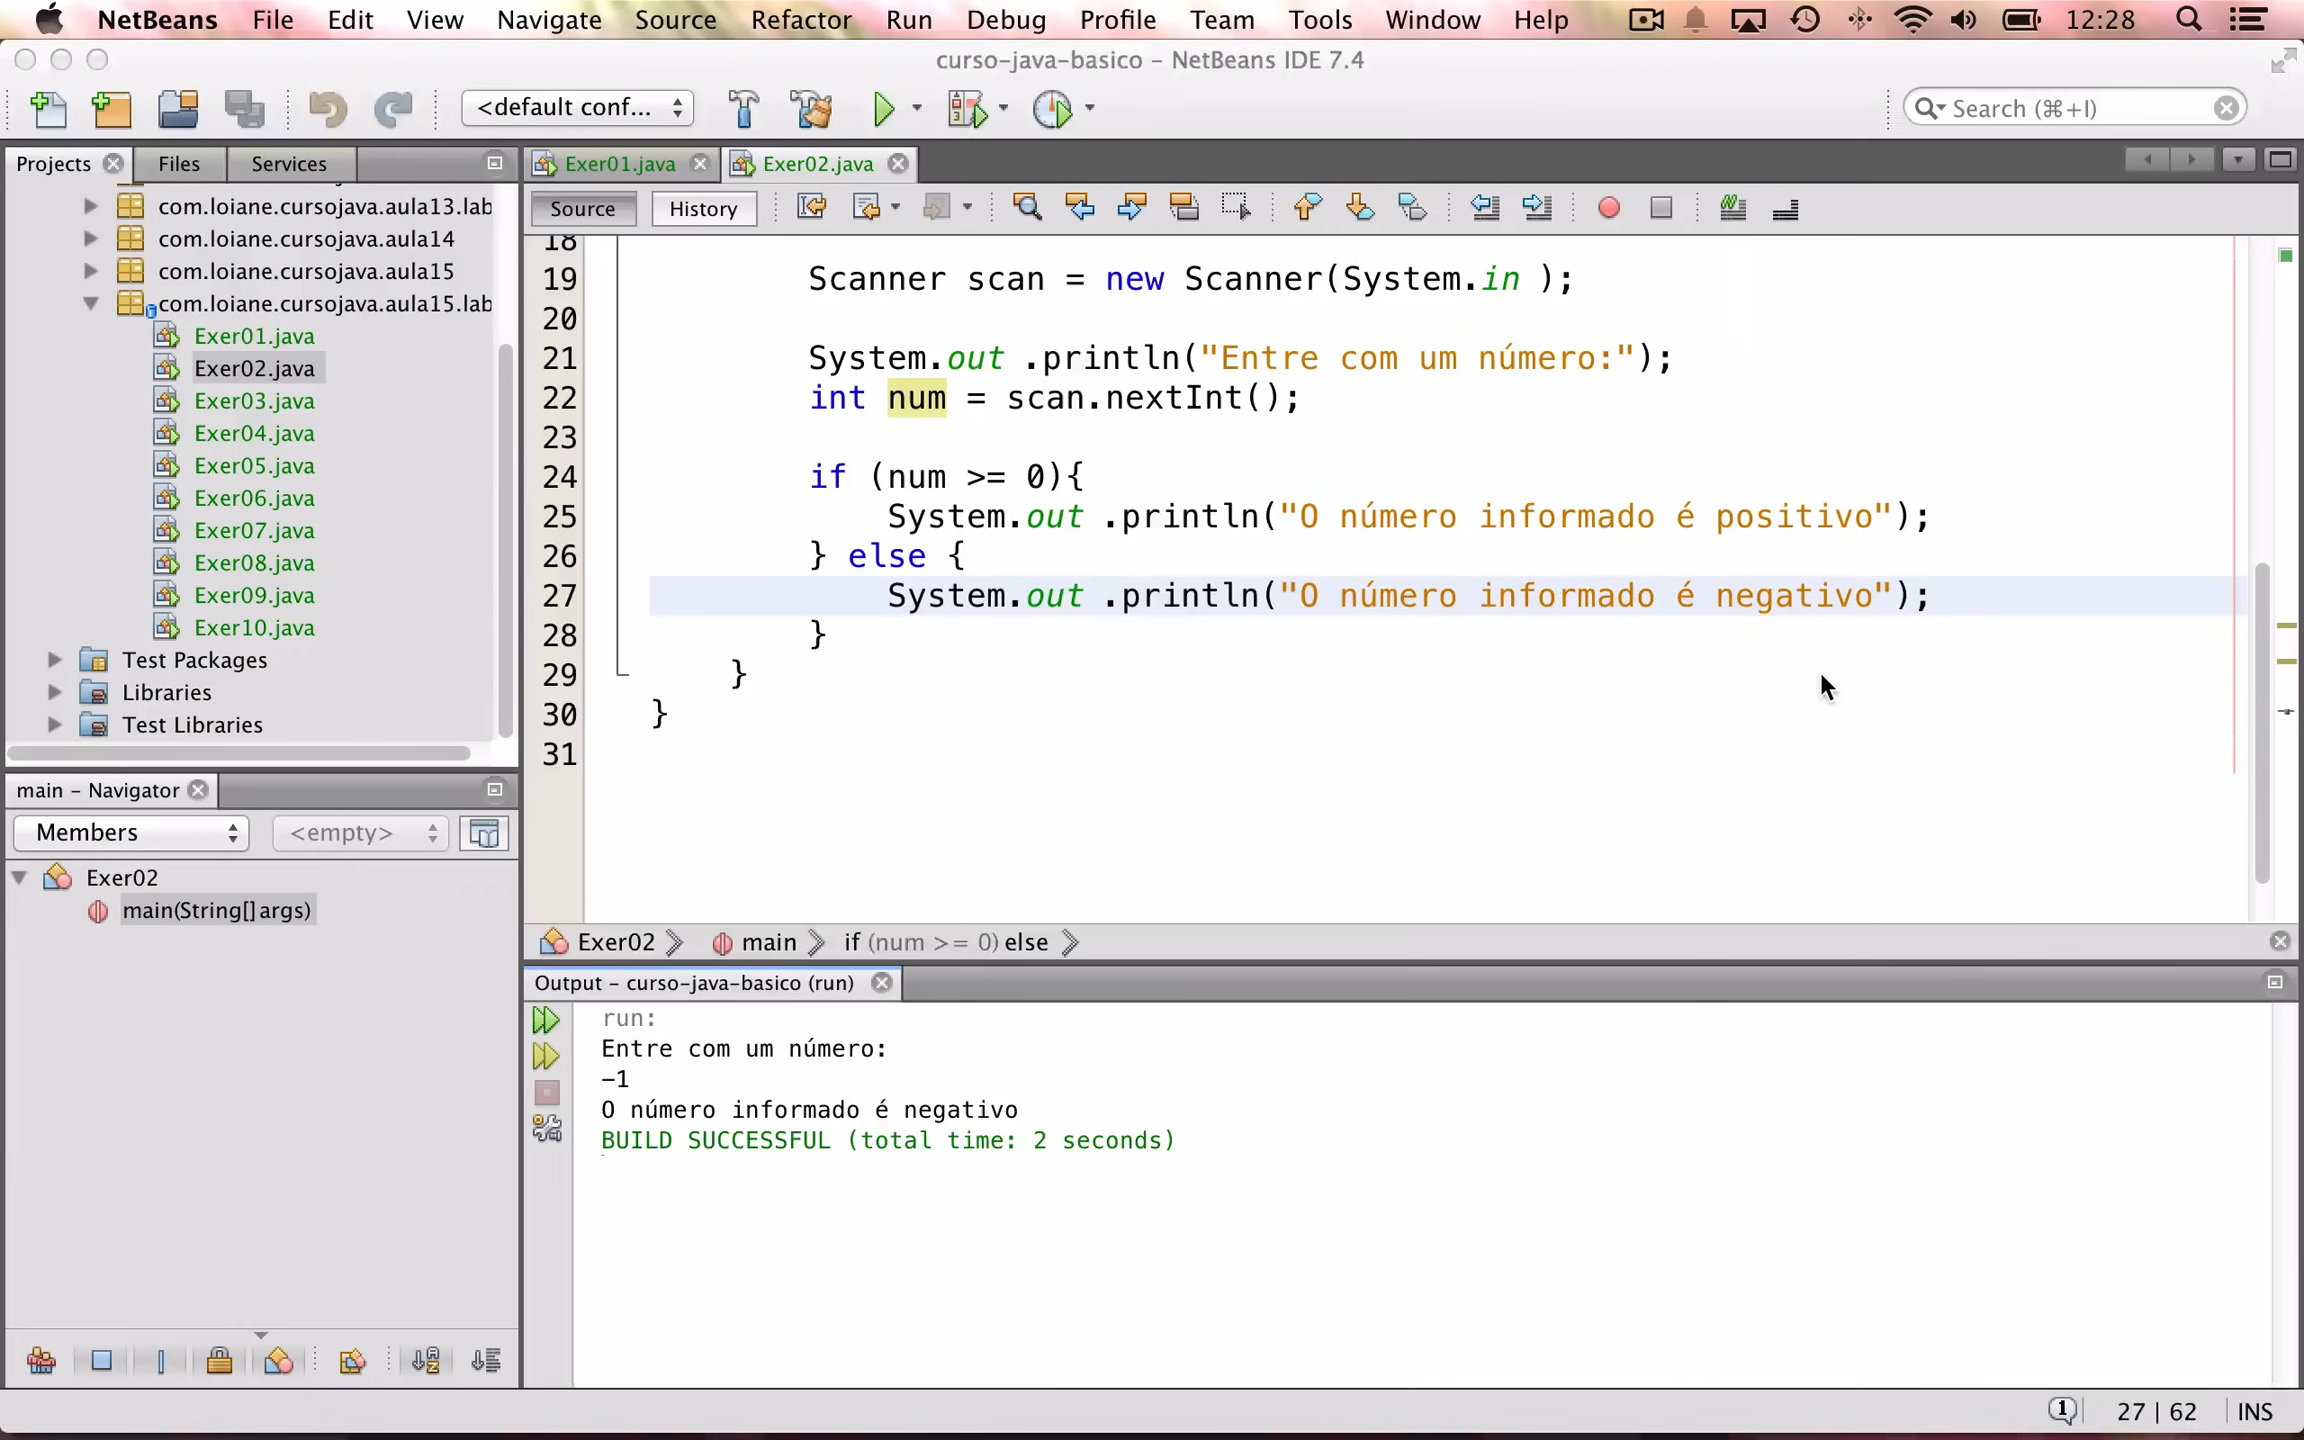 NetBeans File Edit View Navigate Source Refactor Run Debug Profile Team Tools Window Help 12:28
curso-java-basico – NetBeans IDE 7.4
<default conf... Search (⌘+I)
Projects Files Services
com.loiane.cursojava.aula13.lab
com.loiane.cursojava.aula14
com.loiane.cursojava.aula15
com.loiane.cursojava.aula15.lab
Exer01.java
Exer02.java
Exer03.java
Exer04.java
Exer05.java
Exer06.java
Exer07.java
Exer08.java
Exer09.java
Exer10.java
Test Packages
Libraries
Test Libraries
main – Navigator
Members <empty>
Exer02
main(String[] args)
Exer01.java Exer02.java
Source History
18
19 Scanner scan = new Scanner(System.in );
20
21 System.out .println("Entre com um número:");
22 int num = scan.nextInt();
23
24 if (num >= 0){
25 System.out .println("O número informado é positivo");
26 } else {
27 System.out .println("O número informado é negativo");
28 }
29 }
30 }
31
Exer02 main if (num >= 0) else
Output – curso-java-basico (run)
run:
Entre com um número:
-1
O número informado é negativo
BUILD SUCCESSFUL (total time: 2 seconds)
1 27 | 62 INS